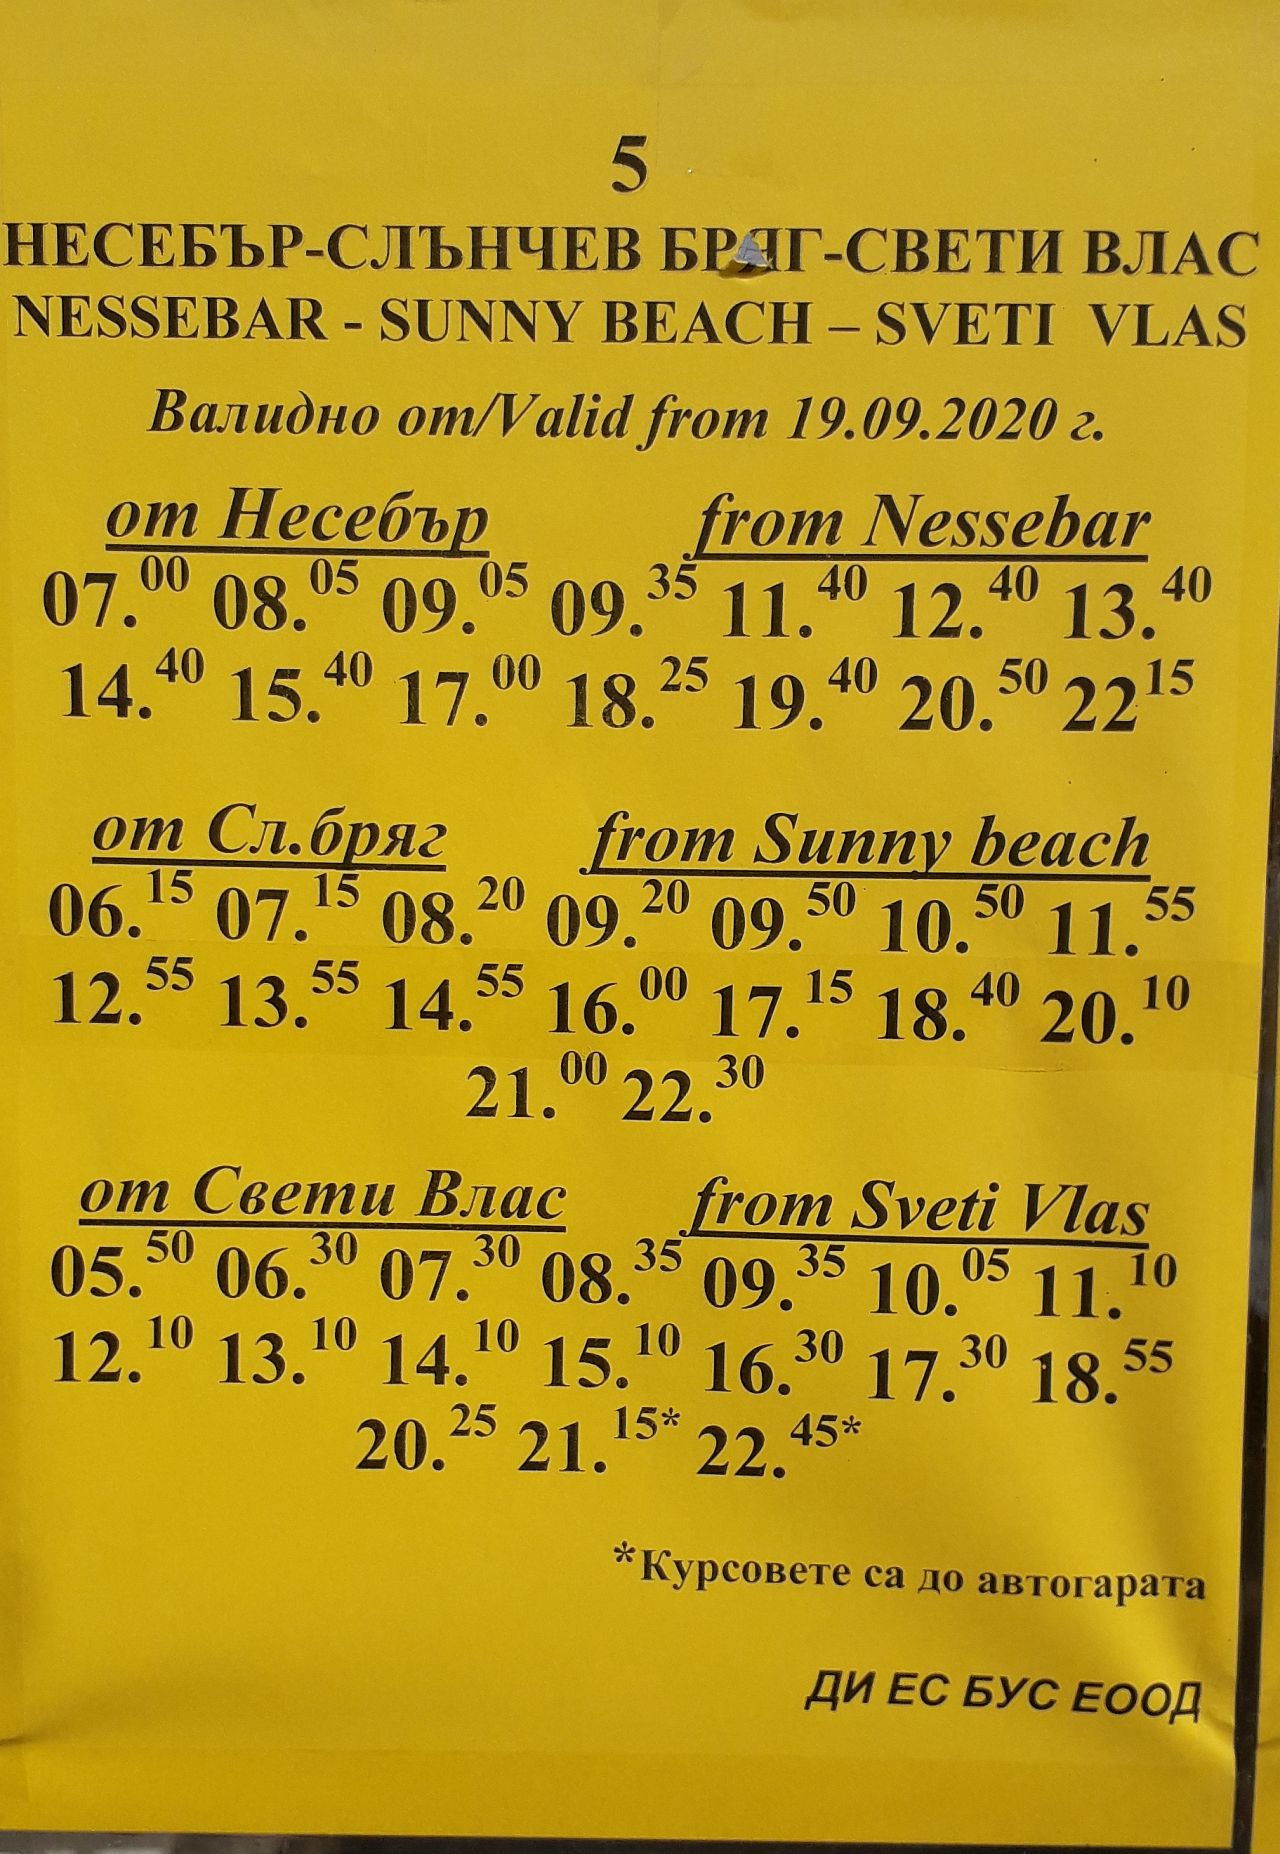 5
НЕСЕБЪР-СЛЪНЧЕВ БРЯГ-СВЕТИ ВЛАС
NESSEBAR - SUNNY BEACH – SVETI VLAS
Валидно от/Valid from 19.09.2020 г.
от Несебър from Nessebar
07.00 08.05 09.05 09.35 11.40 12.40 13.40
14.40 15.40 17.00 18.25 19.40 20.50 2215
от Сл.бряг from Sunny beach
06.15 07.15 08.20 09.20 09.50 10.50 11.55
12.55 13.55 14.55 16.00 17.15 18.40 20.10
21.00 22.30
от Свети Влас from Sveti Vlas
05.50 06.30 07.30 08.35 09.35 10.05 11.10
12.10 13.10 14.10 15.10 16.30 17.30 18.55
20.25 21.15* 22.45*
*Курсовете са до автогарата
ДИ ЕС БУС ЕООД